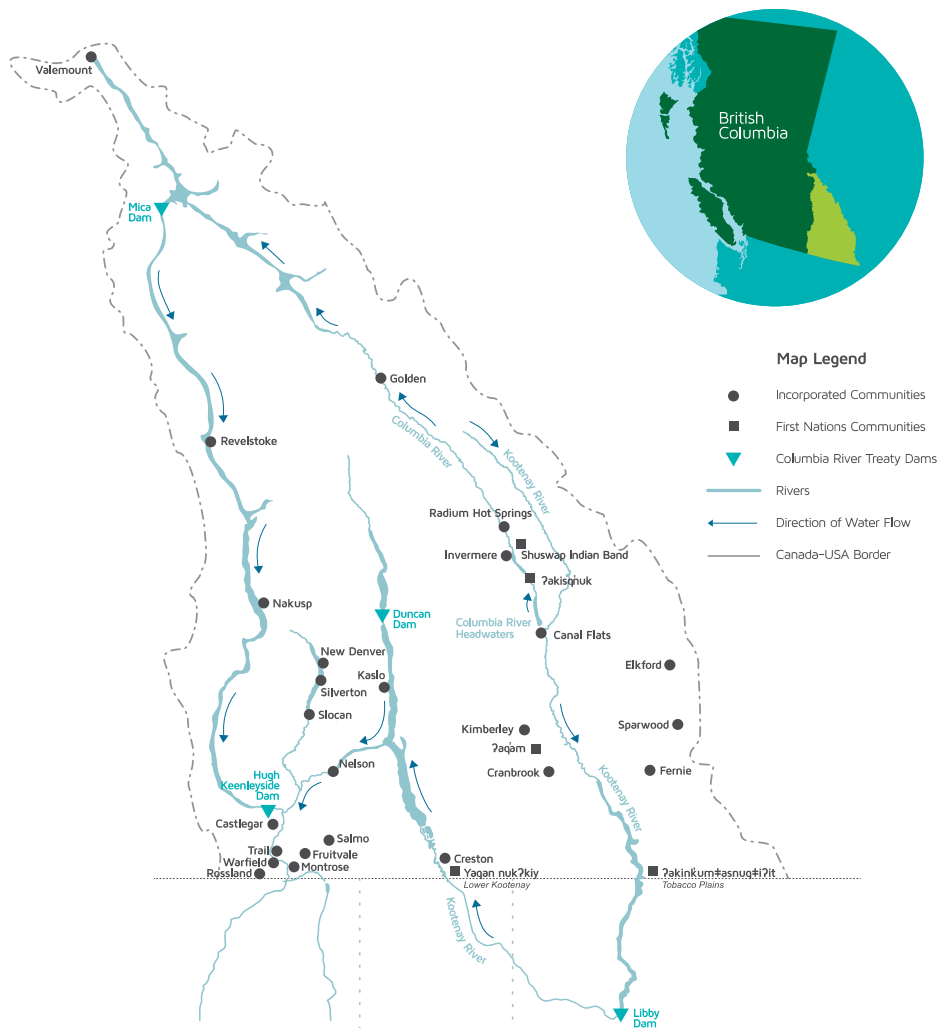 Valemount
British
Columbia
Mica
Dam
Map Legend
Golden
Incorporated Communities
First Nations Communities
Columbia River
Revelstoke
Columbia River Treaty Dams
Kootenay River
Rivers
Radium Hot Springs
Direction of Water Flow
Invermere
Shuswap Indian Band
Canada–USA Border
ʔakisq̓nuk
Nakusp
Duncan
Dam
Columbia River
Headwaters
Canal Flats
New Denver
Elkford
Kaslo
Silverton
Slocan
Sparwood
Kimberley
ʔaq̓am
Nelson
Cranbrook
Fernie
Hugh
Keenleyside
Dam
Kootenay River
Castlegar
Salmo
Trail
Fruitvale
Warfield
Montrose
Rossland
Creston
Yaqan nukʔkiy
Lower Kootenay
ʔakink̓umǂasnuqǂiʔit
Tobacco Plains
Kootenay River
Libby
Dam